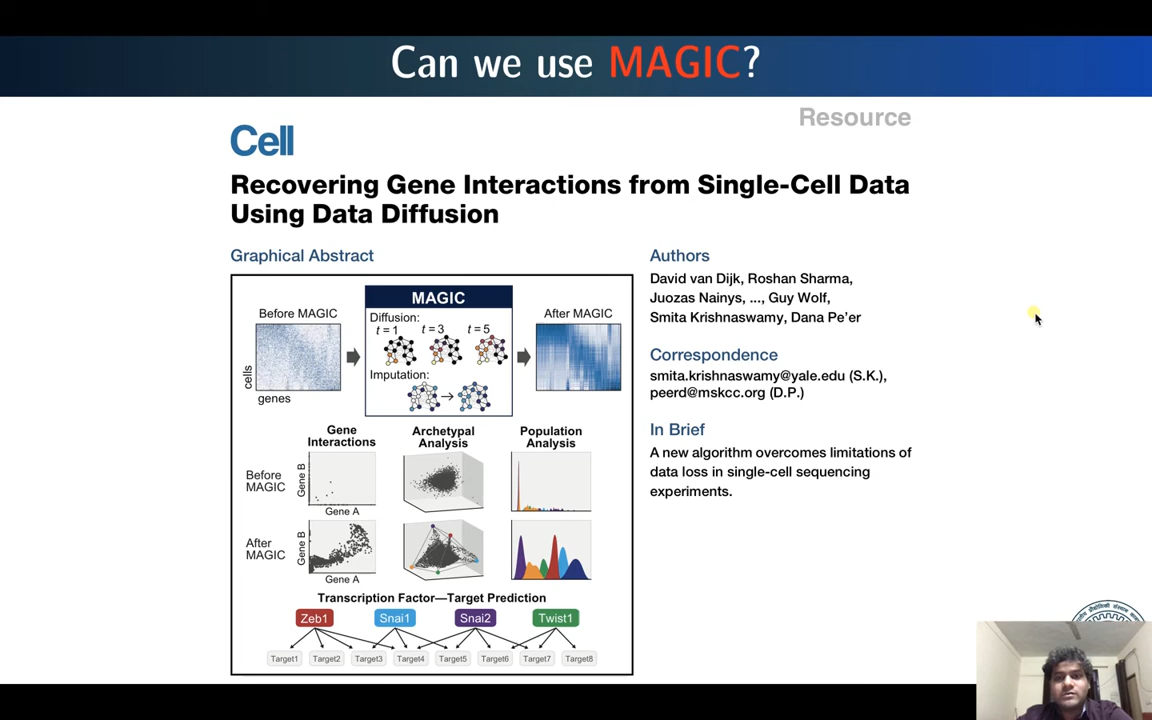 Can we use MAGIC?
Resource
Cell
Recovering Gene Interactions from Single-Cell Data
Using Data Diffusion
Graphical Abstract
Before MAGIC
cells
genes
MAGIC
Diffusion:
t = 1
t = 3
t = 5
Imputation:
After MAGIC
Gene
Interactions
Archetypal
Analysis
Population
Analysis
Before
MAGIC
Gene B
Gene A
After
MAGIC
Gene B
Gene A
Transcription Factor—Target Prediction
Zeb1 Snai1 Snai2 Twist1
Target1 Target2 Target3 Target4 Target5 Target6 Target7 Target8
Authors
David van Dijk, Roshan Sharma,
Juozas Nainys, ..., Guy Wolf,
Smita Krishnaswamy, Dana Pe'er
Correspondence
smita.krishnaswamy@yale.edu (S.K.),
peerd@mskcc.org (D.P.)
In Brief
A new algorithm overcomes limitations of
data loss in single-cell sequencing
experiments.